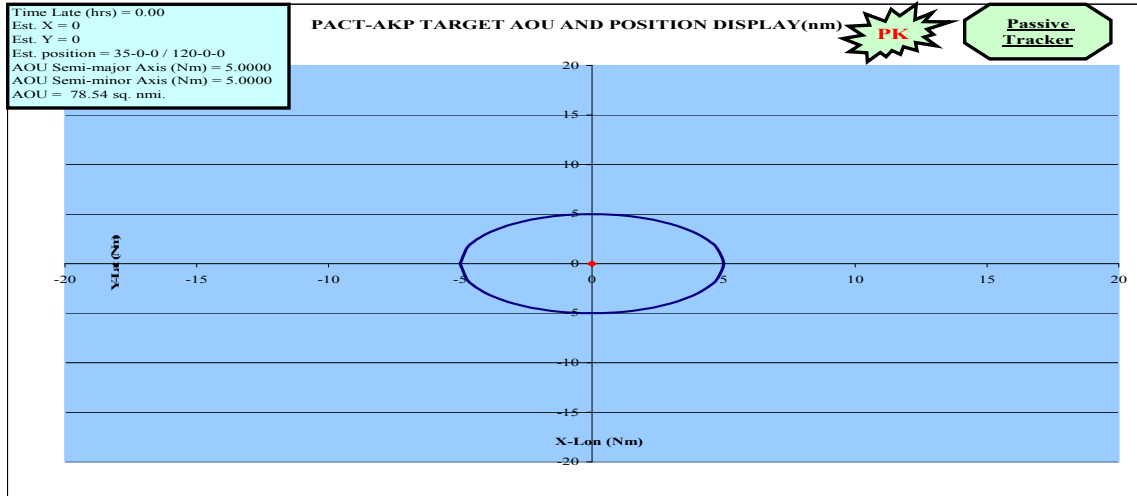 Time Late (hrs) = 0.00
Est. X = 0
Est. Y = 0
Est. position = 35-0-0 / 120-0-0
AOU Semi-major Axis (Nm) = 5.0000
AOU Semi-minor Axis (Nm) = 5.0000
AOU =  78.54 sq. nmi.
PACT-AKP TARGET AOU AND POSITION DISPLAY(nm)
PK
Passive
Tracker
20
15
10
5
0
-5
-10
-15
-20
-20 -15 -10 -5 0 5 10 15 20
Y-Lat (Nm)
X-Lon (Nm)